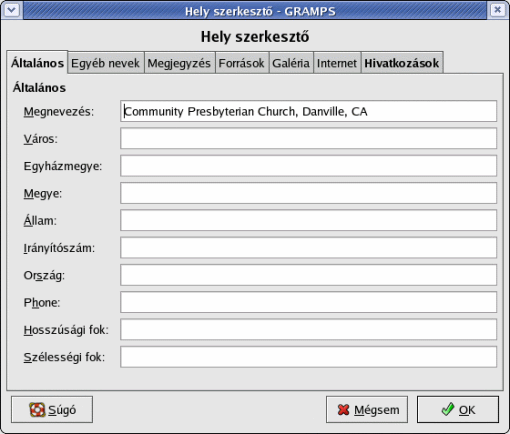 Hely szerkesztő - GRAMPS
Hely szerkesztő
Általános Egyéb nevek Megjegyzés Források Galéria Internet Hivatkozások
Általános
Megnevezés: Community Presbyterian Church, Danville, CA
Város:
Egyházmegye:
Megye:
Állam:
Irányítószám:
Ország:
Phone:
Hosszúsági fok:
Szélességi fok:
Súgó Mégsem OK